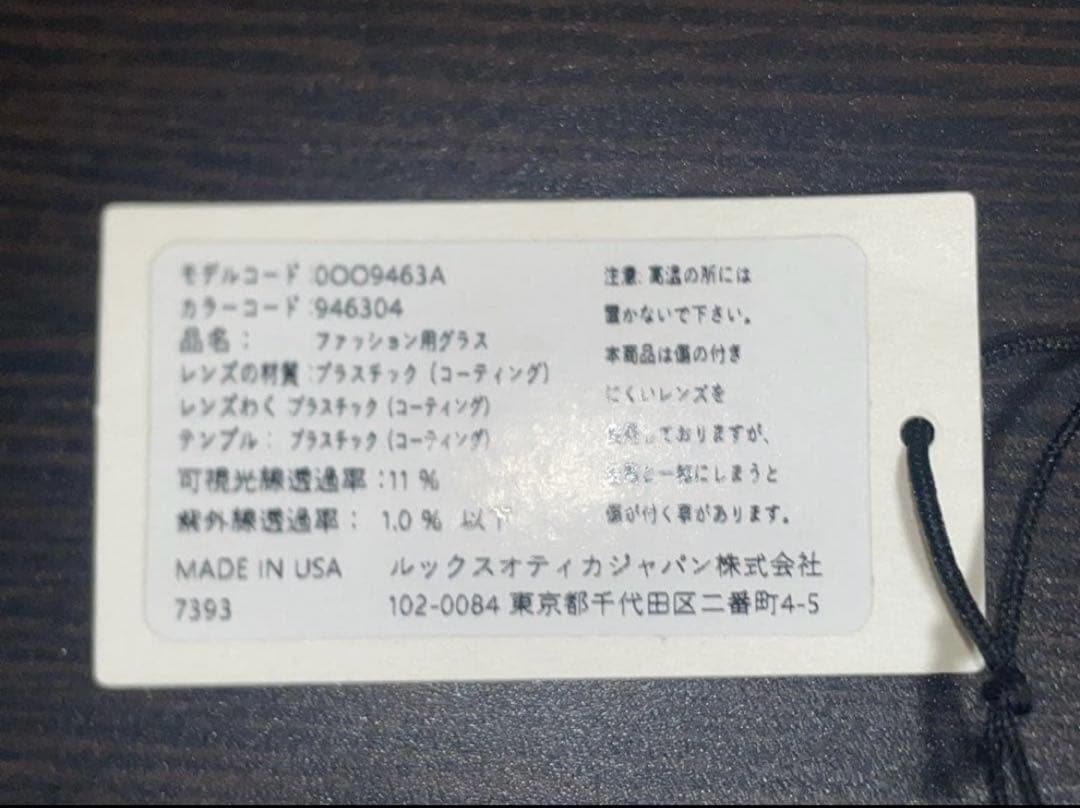 モデルコード :0OO9463A
カラーコード :946304
品名： ファッション用グラス
レンズの材質 :プラスチック (コーティング)
レンズわく プラスチック (コーティング)
テンプル： プラスチック (コーティング)
可視光線透過率 :11 %
紫外線透過率： 1.0 % 以下
MADE IN USA
7393
注意: 高温の所には
置かないで下さい。
本商品は傷の付き
にくいレンズを
しておりますが、
一緒にしまうと
傷が付く事があります。
ルックスオティカジャパン株式会社
102-0084 東京都千代田区二番町4-5